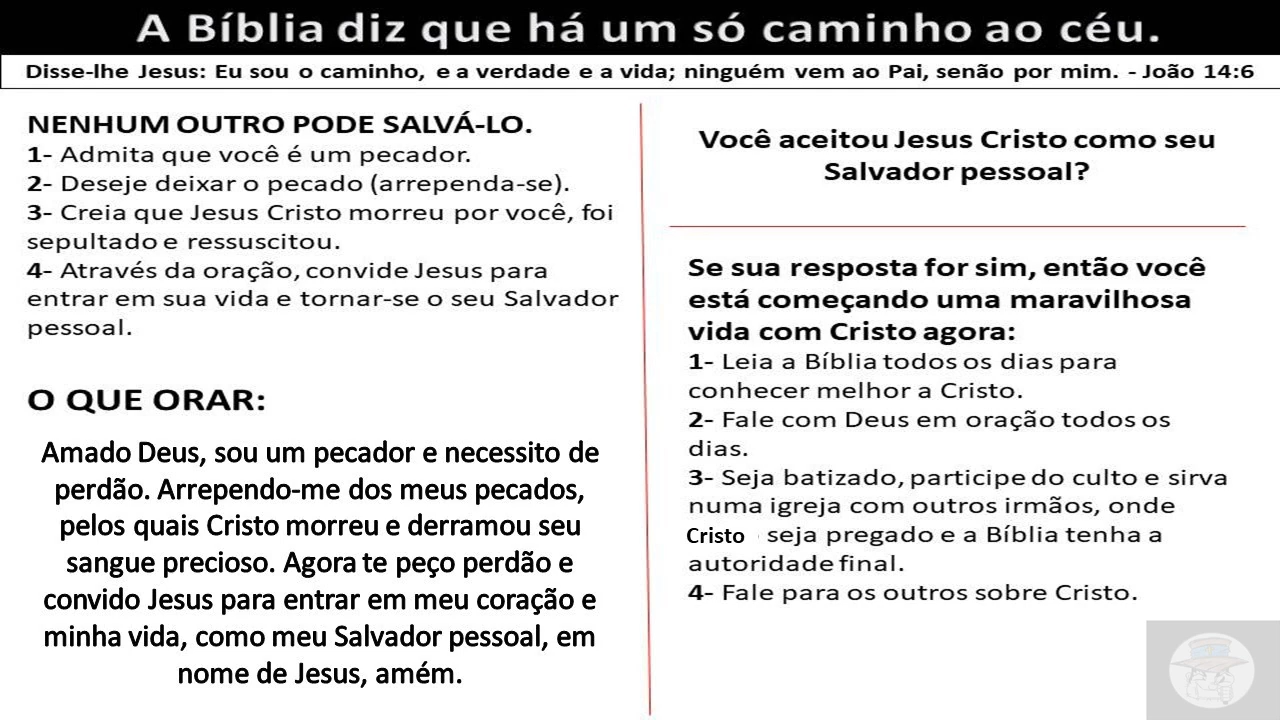 A Bíblia diz que há um só caminho ao céu.
Disse-lhe Jesus: Eu sou o caminho, e a verdade e a vida; ninguém vem ao Pai, senão por mim. - João 14:6
NENHUM OUTRO PODE SALVÁ-LO.
1- Admita que você é um pecador.
2- Deseje deixar o pecado (arrependa-se).
3- Creia que Jesus Cristo morreu por você, foi
sepultado e ressuscitou.
4- Através da oração, convide Jesus para
entrar em sua vida e tornar-se o seu Salvador
pessoal.
O QUE ORAR:
Amado Deus, sou um pecador e necessito de
perdão. Arrependo-me dos meus pecados,
pelos quais Cristo morreu e derramou seu
sangue precioso. Agora te peço perdão e
convido Jesus para entrar em meu coração e
minha vida, como meu Salvador pessoal, em
nome de Jesus, amém.
Você aceitou Jesus Cristo como seu
Salvador pessoal?
Se sua resposta for sim, então você
está começando uma maravilhosa
vida com Cristo agora:
1- Leia a Bíblia todos os dias para
conhecer melhor a Cristo.
2- Fale com Deus em oração todos os
dias.
3- Seja batizado, participe do culto e sirva
numa igreja com outros irmãos, onde
Cristo seja pregado e a Bíblia tenha a
autoridade final.
4- Fale para os outros sobre Cristo.